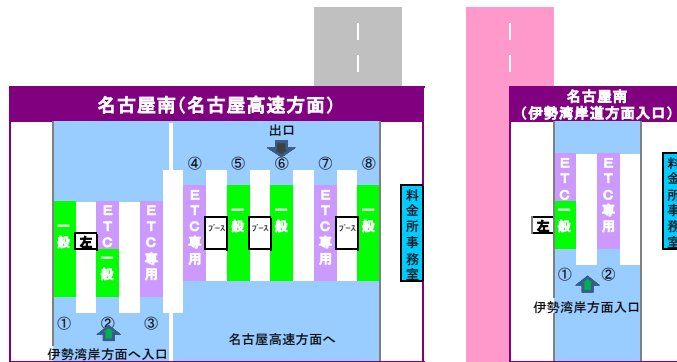 名古屋南(名古屋高速方面)
出口
④ ⑤ ⑥ ⑦ ⑧
ETC専用
ブース
一般
ブース
一般
ETC専用
ブース
一般
料金所事務室
一般
左
ETC一般
ETC専用
① ② ③
伊勢湾岸方面へ入口
名古屋高速方面へ
名古屋南
(伊勢湾岸道方面入口)
左
ETC一般
ETC専用
料金所事務室
① ②
伊勢湾岸方面入口